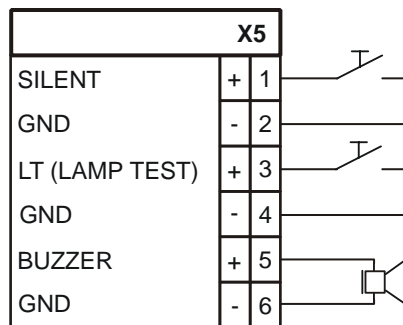 X5
SILENT + 1
GND - 2
LT (LAMP TEST) + 3
GND - 4
BUZZER + 5
GND - 6